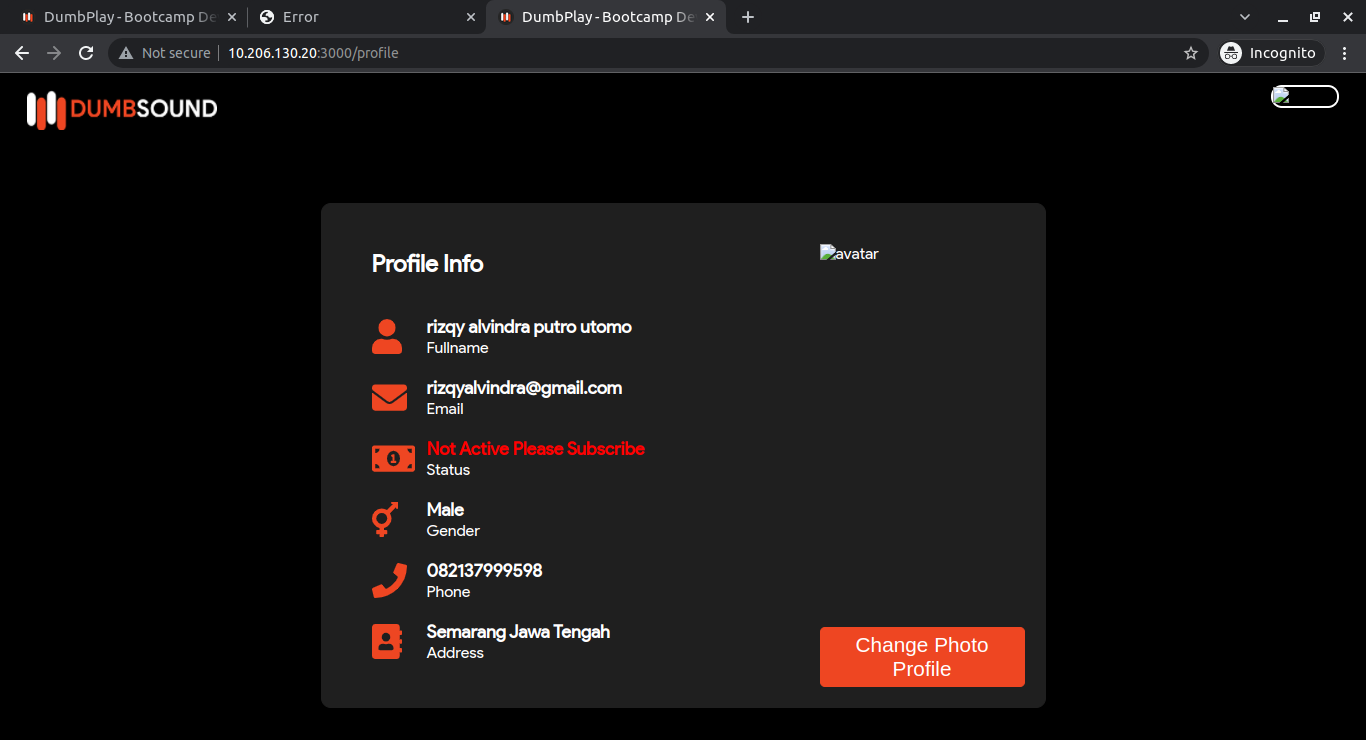 DumbPlay - Bootcamp De
Error
DumbPlay - Bootcamp De
Not secure
10.206.130.20:3000/profile
Incognito
DUMBSOUND
Profile Info
avatar
rizqy alvindra putro utomo
Fullname
rizqyalvindra@gmail.com
Email
1
Not Active Please Subscribe
Status
Male
Gender
082137999598
Phone
Semarang Jawa Tengah
Address
Change Photo
Profile